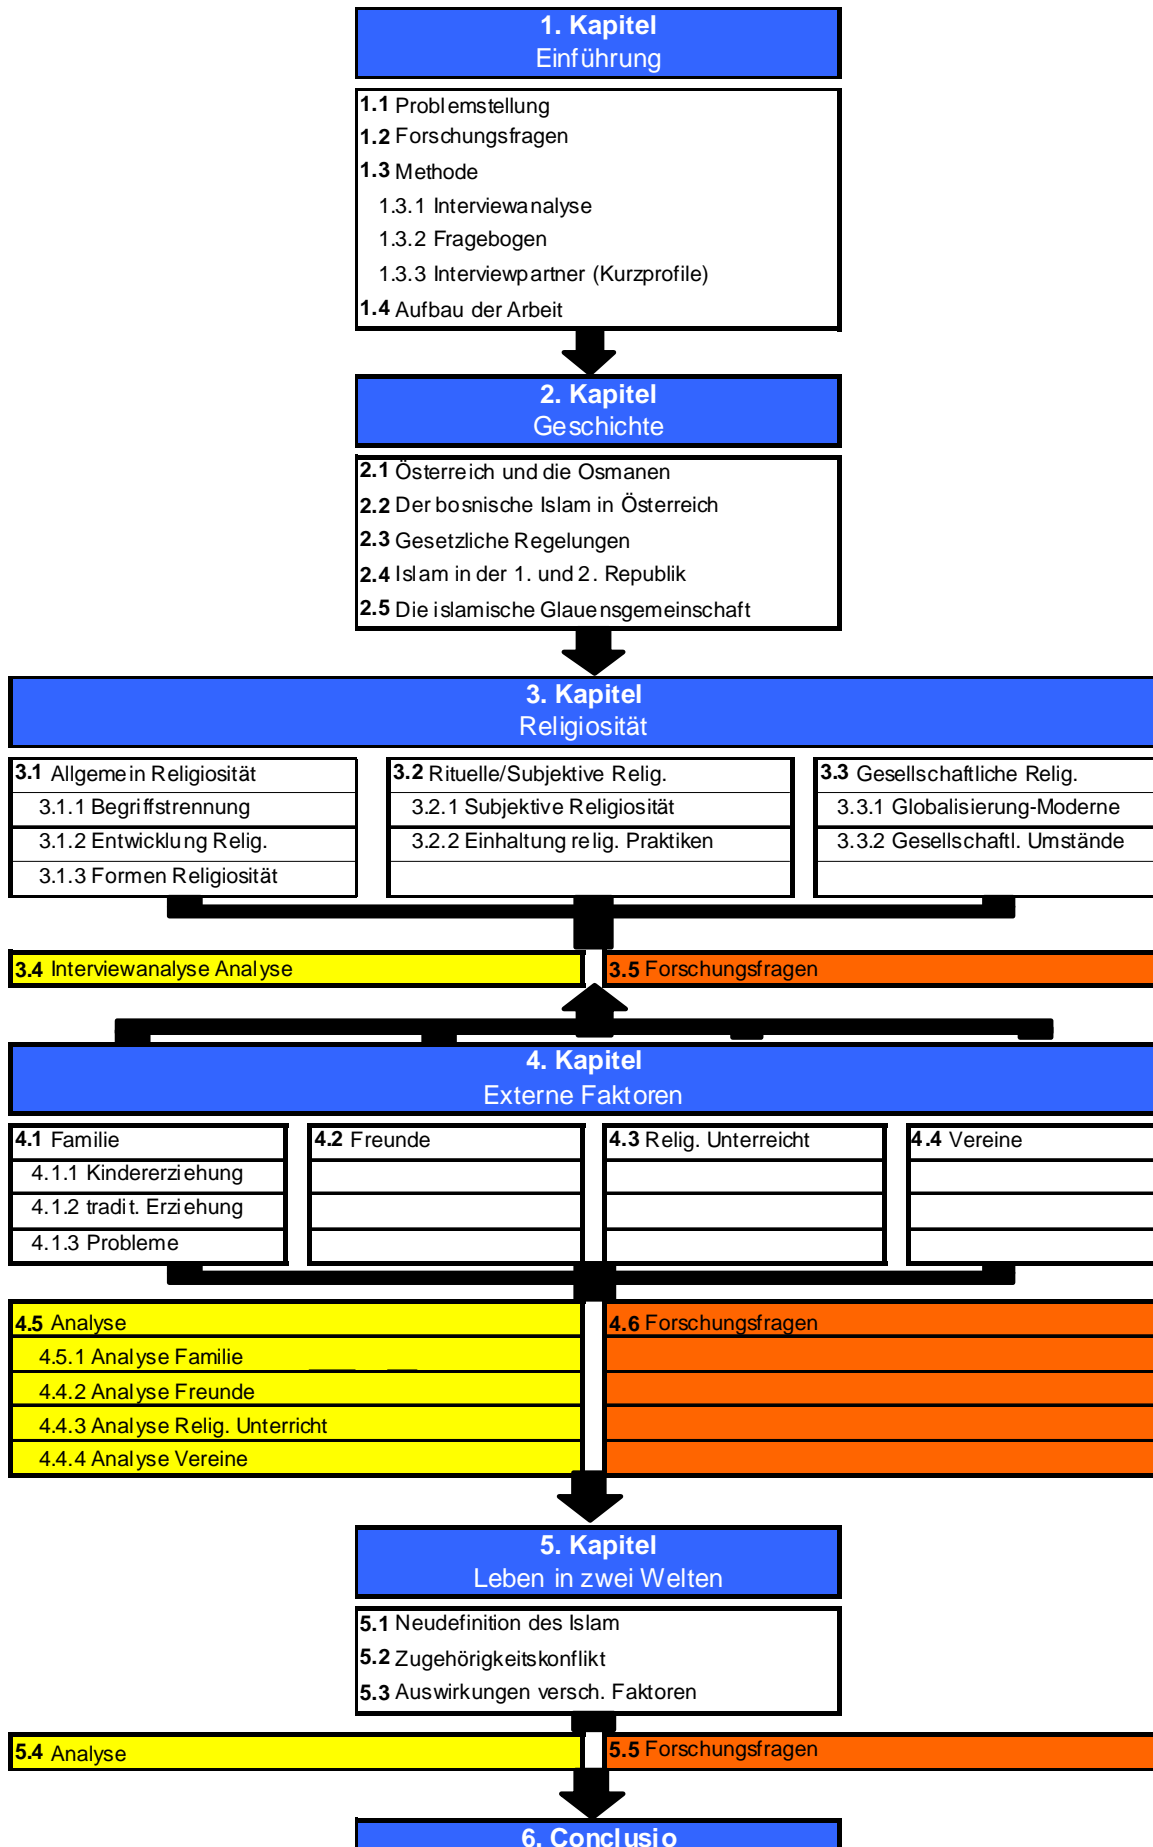 1. Kapitel
Einführung
1.1 Problemstellung
1.2 Forschungsfragen
1.3 Methode
1.3.1 Interviewanalyse
1.3.2 Fragebogen
1.3.3 Interviewpartner (Kurzprofile)
1.4 Aufbau der Arbeit
2. Kapitel
Geschichte
2.1 Österreich und die Osmanen
2.2 Der bosnische Islam in Österreich
2.3 Gesetzliche Regelungen
2.4 Islam in der 1. und 2. Republik
2.5 Die islamische Glauensgemeinschaft
3. Kapitel
Religiosität
3.1 Allgemein Religiosität
3.1.1 Begriffstrennung
3.1.2 Entwicklung Relig.
3.1.3 Formen Religiosität
3.2 Rituelle/Subjektive Relig.
3.2.1 Subjektive Religiosität
3.2.2 Einhaltung relig. Praktiken
3.3 Gesellschaftliche Relig.
3.3.1 Globalisierung-Moderne
3.3.2 Gesellschaftl. Umstände
3.4 Interviewanalyse Analyse
3.5 Forschungsfragen
4. Kapitel
Externe Faktoren
4.1 Familie
4.1.1 Kindererziehung
4.1.2 tradit. Erziehung
4.1.3 Probleme
4.2 Freunde
4.3 Relig. Unterreicht
4.4 Vereine
4.5 Analyse
4.5.1 Analyse Familie
4.4.2 Analyse Freunde
4.4.3 Analyse Relig. Unterricht
4.4.4 Analyse Vereine
4.6 Forschungsfragen
5. Kapitel
Leben in zwei Welten
5.1 Neudefinition des Islam
5.2 Zugehörigkeitskonflikt
5.3 Auswirkungen versch. Faktoren
5.4 Analyse
5.5 Forschungsfragen
6. Conclusio